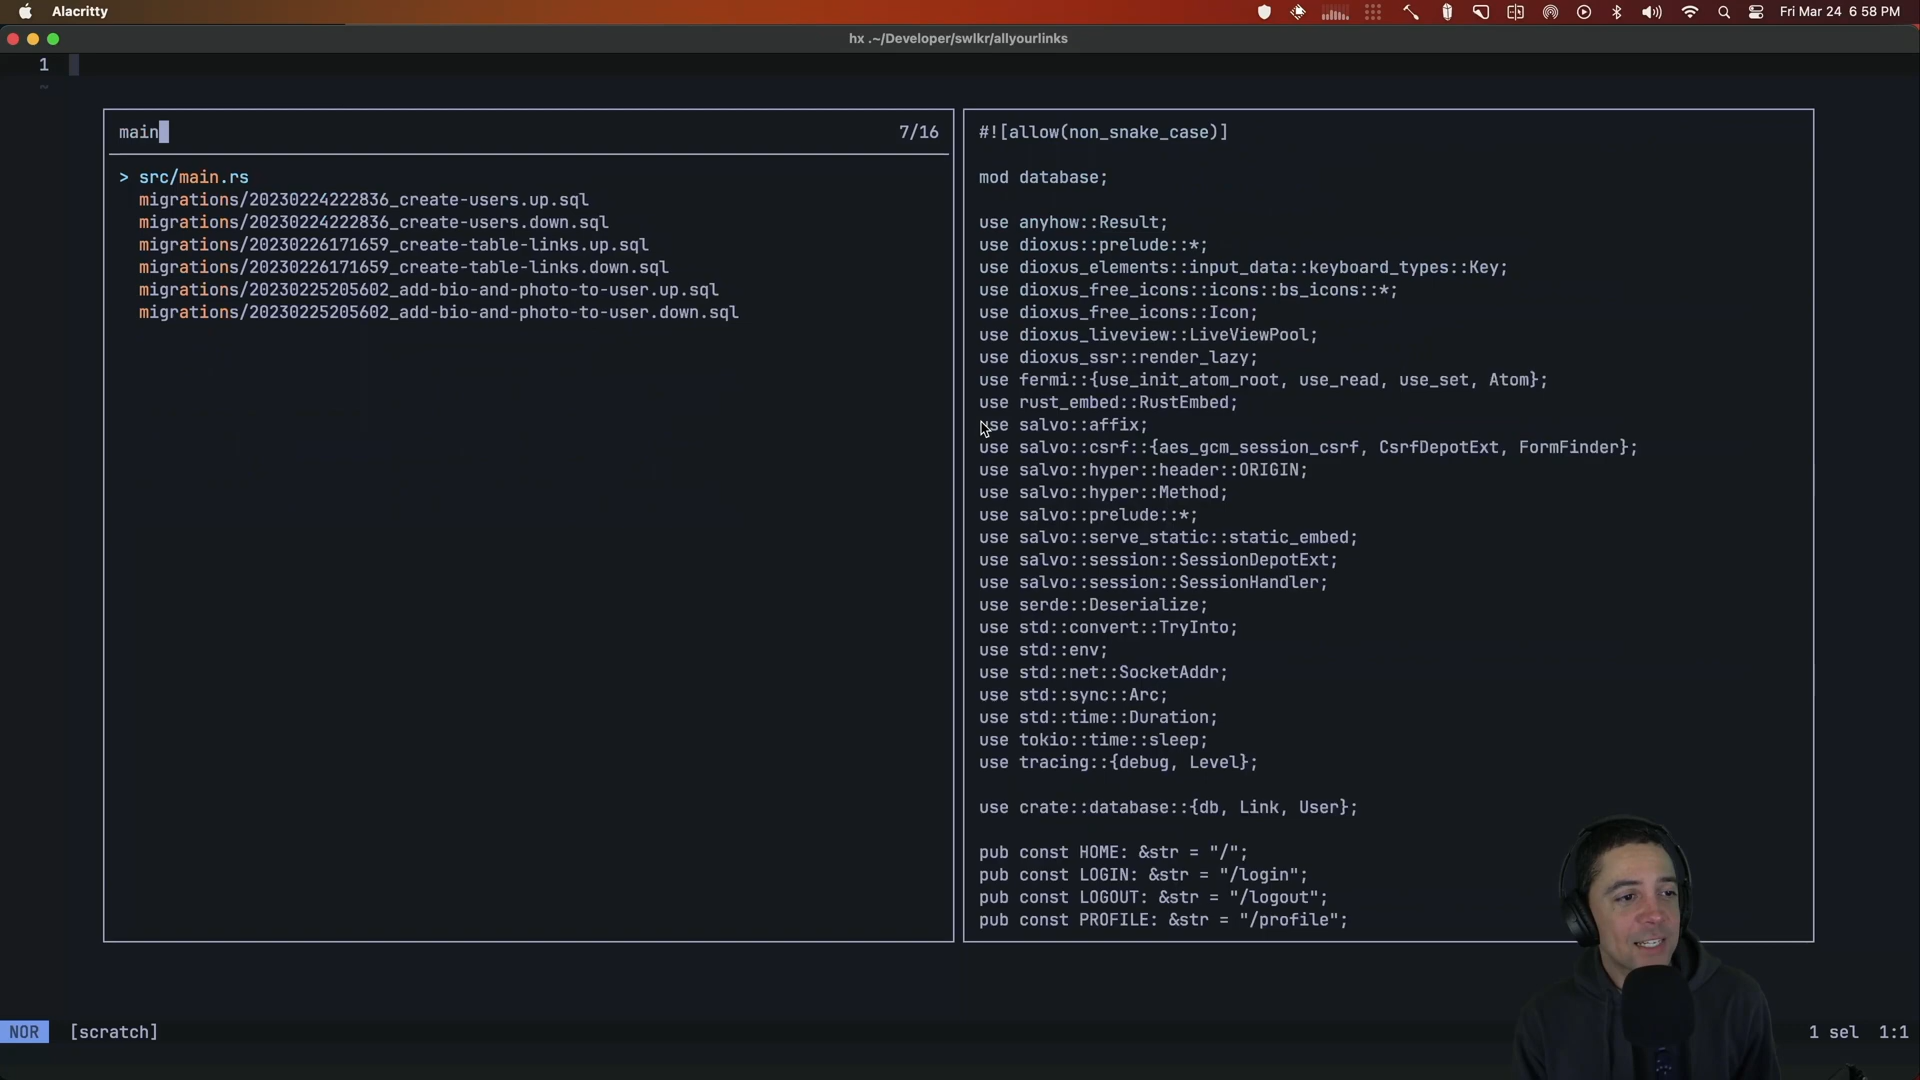 Alacritty
Fri Mar 24 6:58 PM
hx .~/Developer/swlkr/allyourlinks
1
~
main
7/16
> src/main.rs
migrations/20230224222836_create-users.up.sql
migrations/20230224222836_create-users.down.sql
migrations/20230226171659_create-table-links.up.sql
migrations/20230226171659_create-table-links.down.sql
migrations/20230225205602_add-bio-and-photo-to-user.up.sql
migrations/20230225205602_add-bio-and-photo-to-user.down.sql
#![allow(non_snake_case)]
mod database;
use anyhow::Result;
use dioxus::prelude::*;
use dioxus_elements::input_data::keyboard_types::Key;
use dioxus_free_icons::icons::bs_icons::*;
use dioxus_free_icons::Icon;
use dioxus_liveview::LiveViewPool;
use dioxus_ssr::render_lazy;
use fermi::{use_init_atom_root, use_read, use_set, Atom};
use rust_embed::RustEmbed;
use salvo::affix;
use salvo::csrf::{aes_gcm_session_csrf, CsrfDepotExt, FormFinder};
use salvo::hyper::header::ORIGIN;
use salvo::hyper::Method;
use salvo::prelude::*;
use salvo::serve_static::static_embed;
use salvo::session::SessionDepotExt;
use salvo::session::SessionHandler;
use serde::Deserialize;
use std::convert::TryInto;
use std::env;
use std::net::SocketAddr;
use std::sync::Arc;
use std::time::Duration;
use tokio::time::sleep;
use tracing::{debug, Level};
use crate::database::{db, Link, User};
pub const HOME: &str = "/";
pub const LOGIN: &str = "/login";
pub const LOGOUT: &str = "/logout";
pub const PROFILE: &str = "/profile";
NOR [scratch]
1 sel 1:1